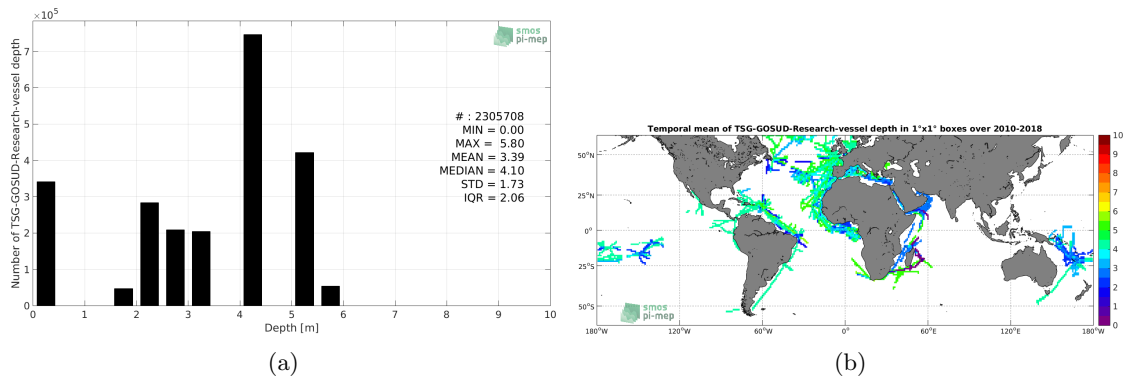 ×10⁵
7
6
5
4
3
2
1
0
Number of TSG-GOSUD-Research-vessel depth
0 1 2 3 4 5 6 7 8 9 10
Depth [m]
smos
pi-mep
# : 2305708
MIN = 0.00
MAX = 5.80
MEAN = 3.39
MEDIAN = 4.10
STD = 1.73
IQR = 2.06
(a)
Temporal mean of TSG-GOSUD-Research-vessel depth in 1°x1° boxes over 2010-2018
50°N
25°N
0°
25°S
50°S
180°W 120°W 60°W 0° 60°E 120°E 180°W
smos
pi-mep
10
9
8
7
6
5
4
3
2
1
0
(b)